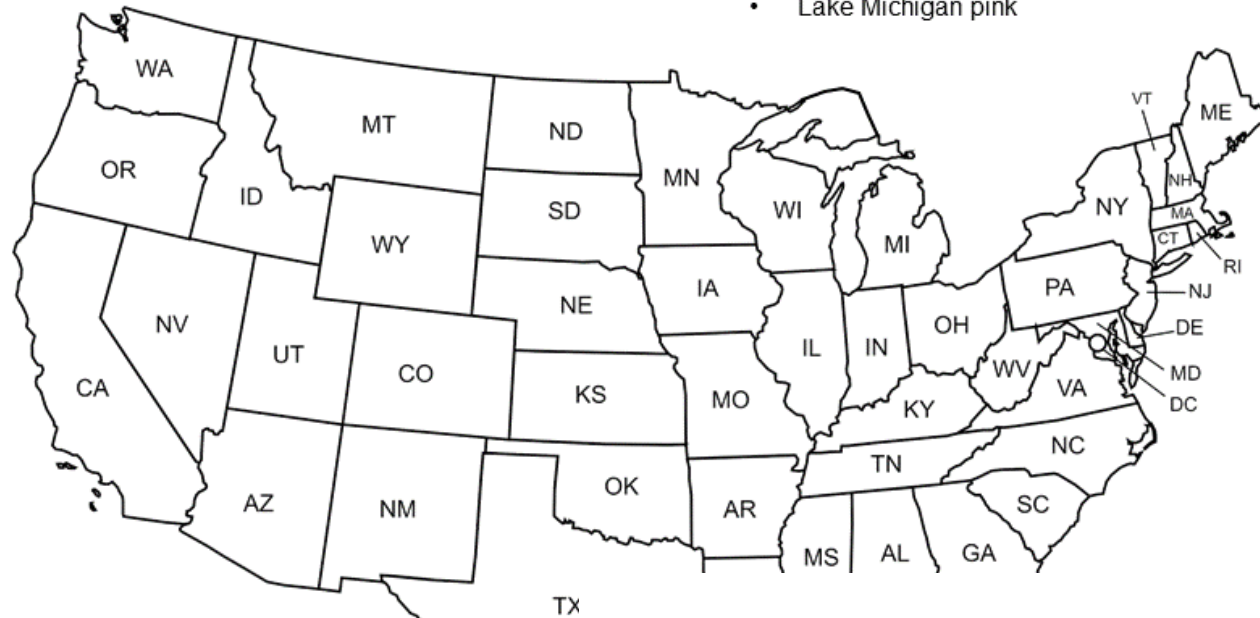 • Lake Michigan pink
WA
VT
ME
MT
ND
OR
MN
ID
SD
WI
NH
NY
MA
WY
MI
CT
RI
IA
PA
NJ
NE
NV
OH
DE
UT
IL
IN
CO
WV
MD
CA
KS
MO
KY
VA
DC
NC
TN
OK
AZ
NM
AR
SC
MS
AL
GA
TX